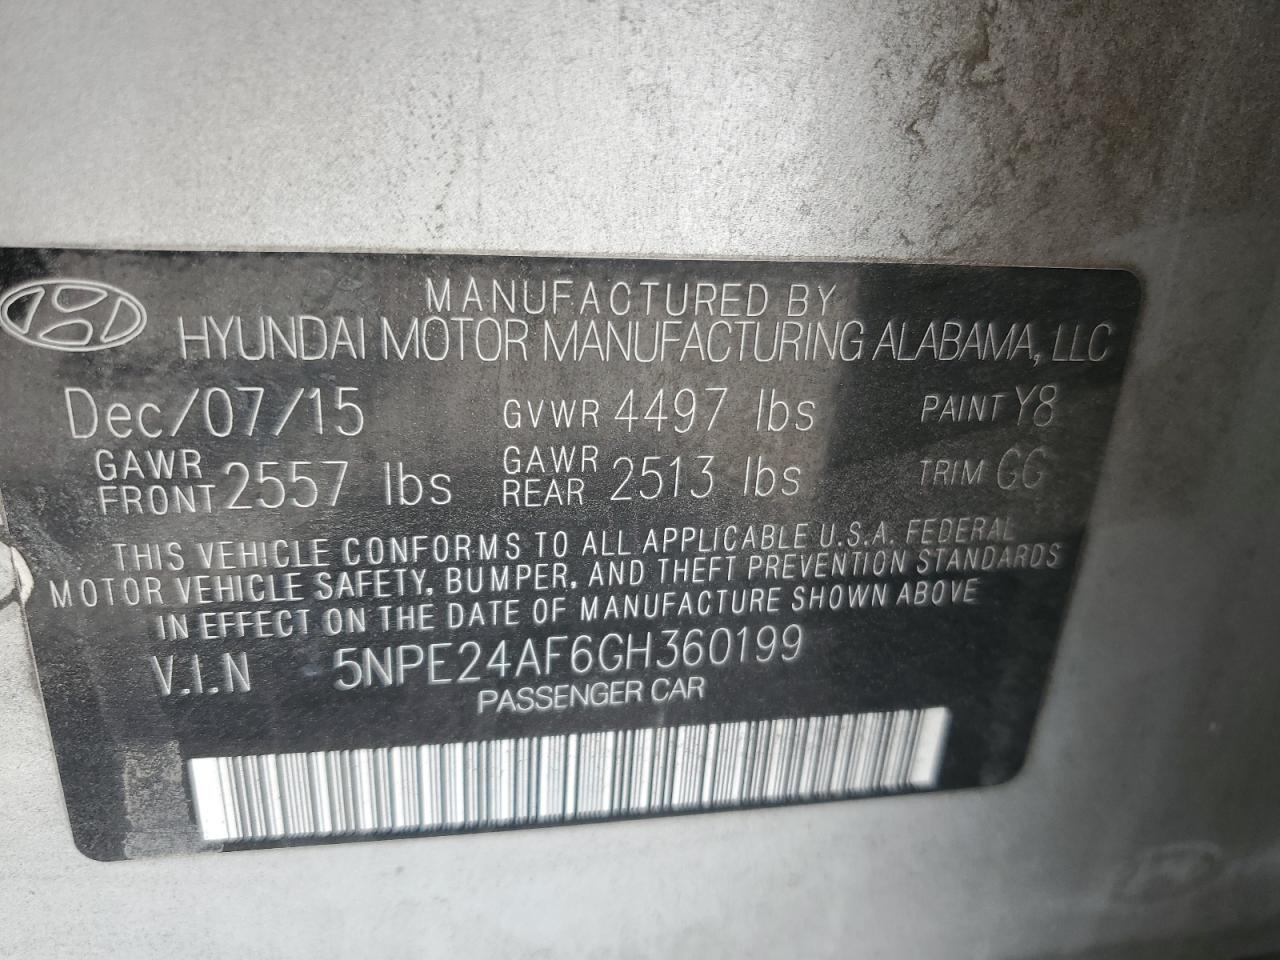 MANUFACTURED BY
HYUNDAI MOTOR MANUFACTURING ALABAMA, LLC
Dec/07/15 GVWR 4497 lbs PAINT Y8
GAWR FRONT 2557 lbs GAWR REAR 2513 lbs TRIM GG
THIS VEHICLE CONFORMS TO ALL APPLICABLE U.S.A. FEDERAL
MOTOR VEHICLE SAFETY, BUMPER, AND THEFT PREVENTION STANDARDS
IN EFFECT ON THE DATE OF MANUFACTURE SHOWN ABOVE
V.I.N 5NPE24AF6GH360199
PASSENGER CAR